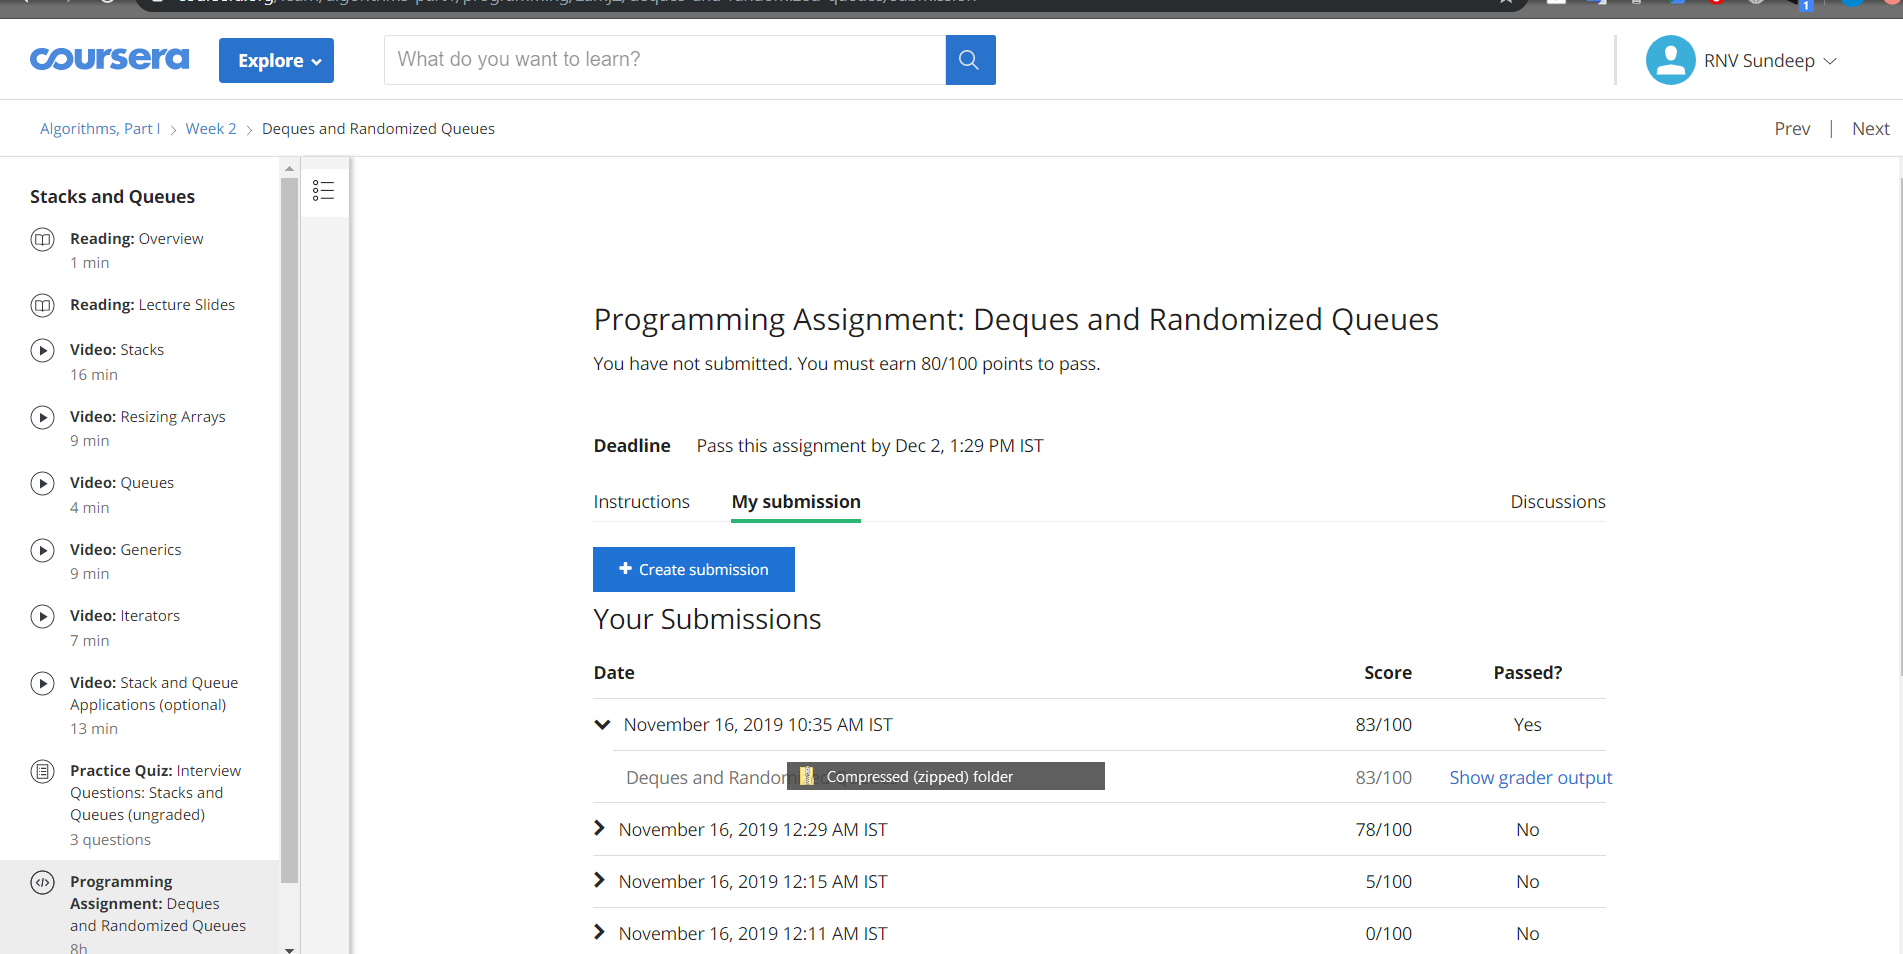 coursera
Explore
What do you want to learn?
1
RNV Sundeep
Algorithms, Part I
Week 2
Deques and Randomized Queues
Prev | Next
Stacks and Queues
Reading: Overview
1 min
Reading: Lecture Slides
Video: Stacks
16 min
Video: Resizing Arrays
9 min
Video: Queues
4 min
Video: Generics
9 min
Video: Iterators
7 min
Video: Stack and Queue
Applications (optional)
13 min
Practice Quiz: Interview
Questions: Stacks and
Queues (ungraded)
3 questions
Programming
Assignment: Deques
and Randomized Queues
8h
Programming Assignment: Deques and Randomized Queues
You have not submitted. You must earn 80/100 points to pass.
Deadline Pass this assignment by Dec 2, 1:29 PM IST
Instructions My submission Discussions
+ Create submission
Your Submissions
Date Score Passed?
November 16, 2019 10:35 AM IST 83/100 Yes
Deques and Random Compressed (zipped) folder 83/100 Show grader output
November 16, 2019 12:29 AM IST 78/100 No
November 16, 2019 12:15 AM IST 5/100 No
November 16, 2019 12:11 AM IST 0/100 No